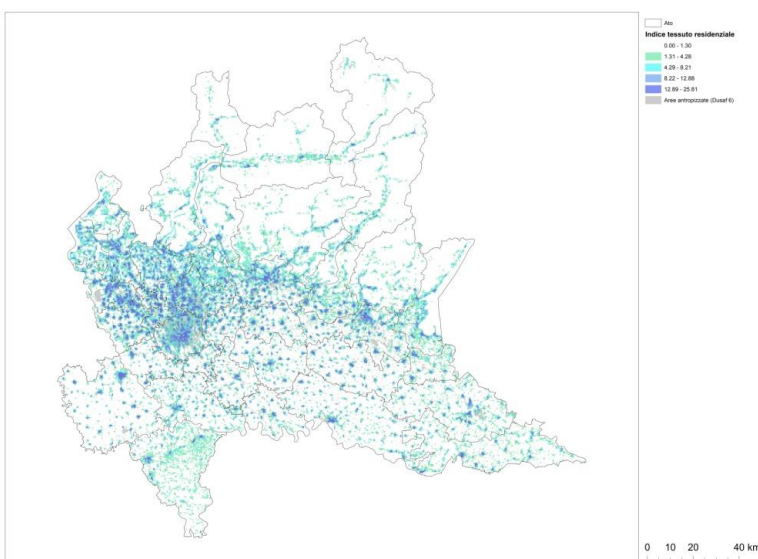 Ato
Indice tessuto residenziale
0.00 - 1.30
1.31 - 4.28
4.29 - 8.21
8.22 - 12.88
12.89 - 25.61
Aree antropizzate (Dusaf 6)
0 10 20 40 km